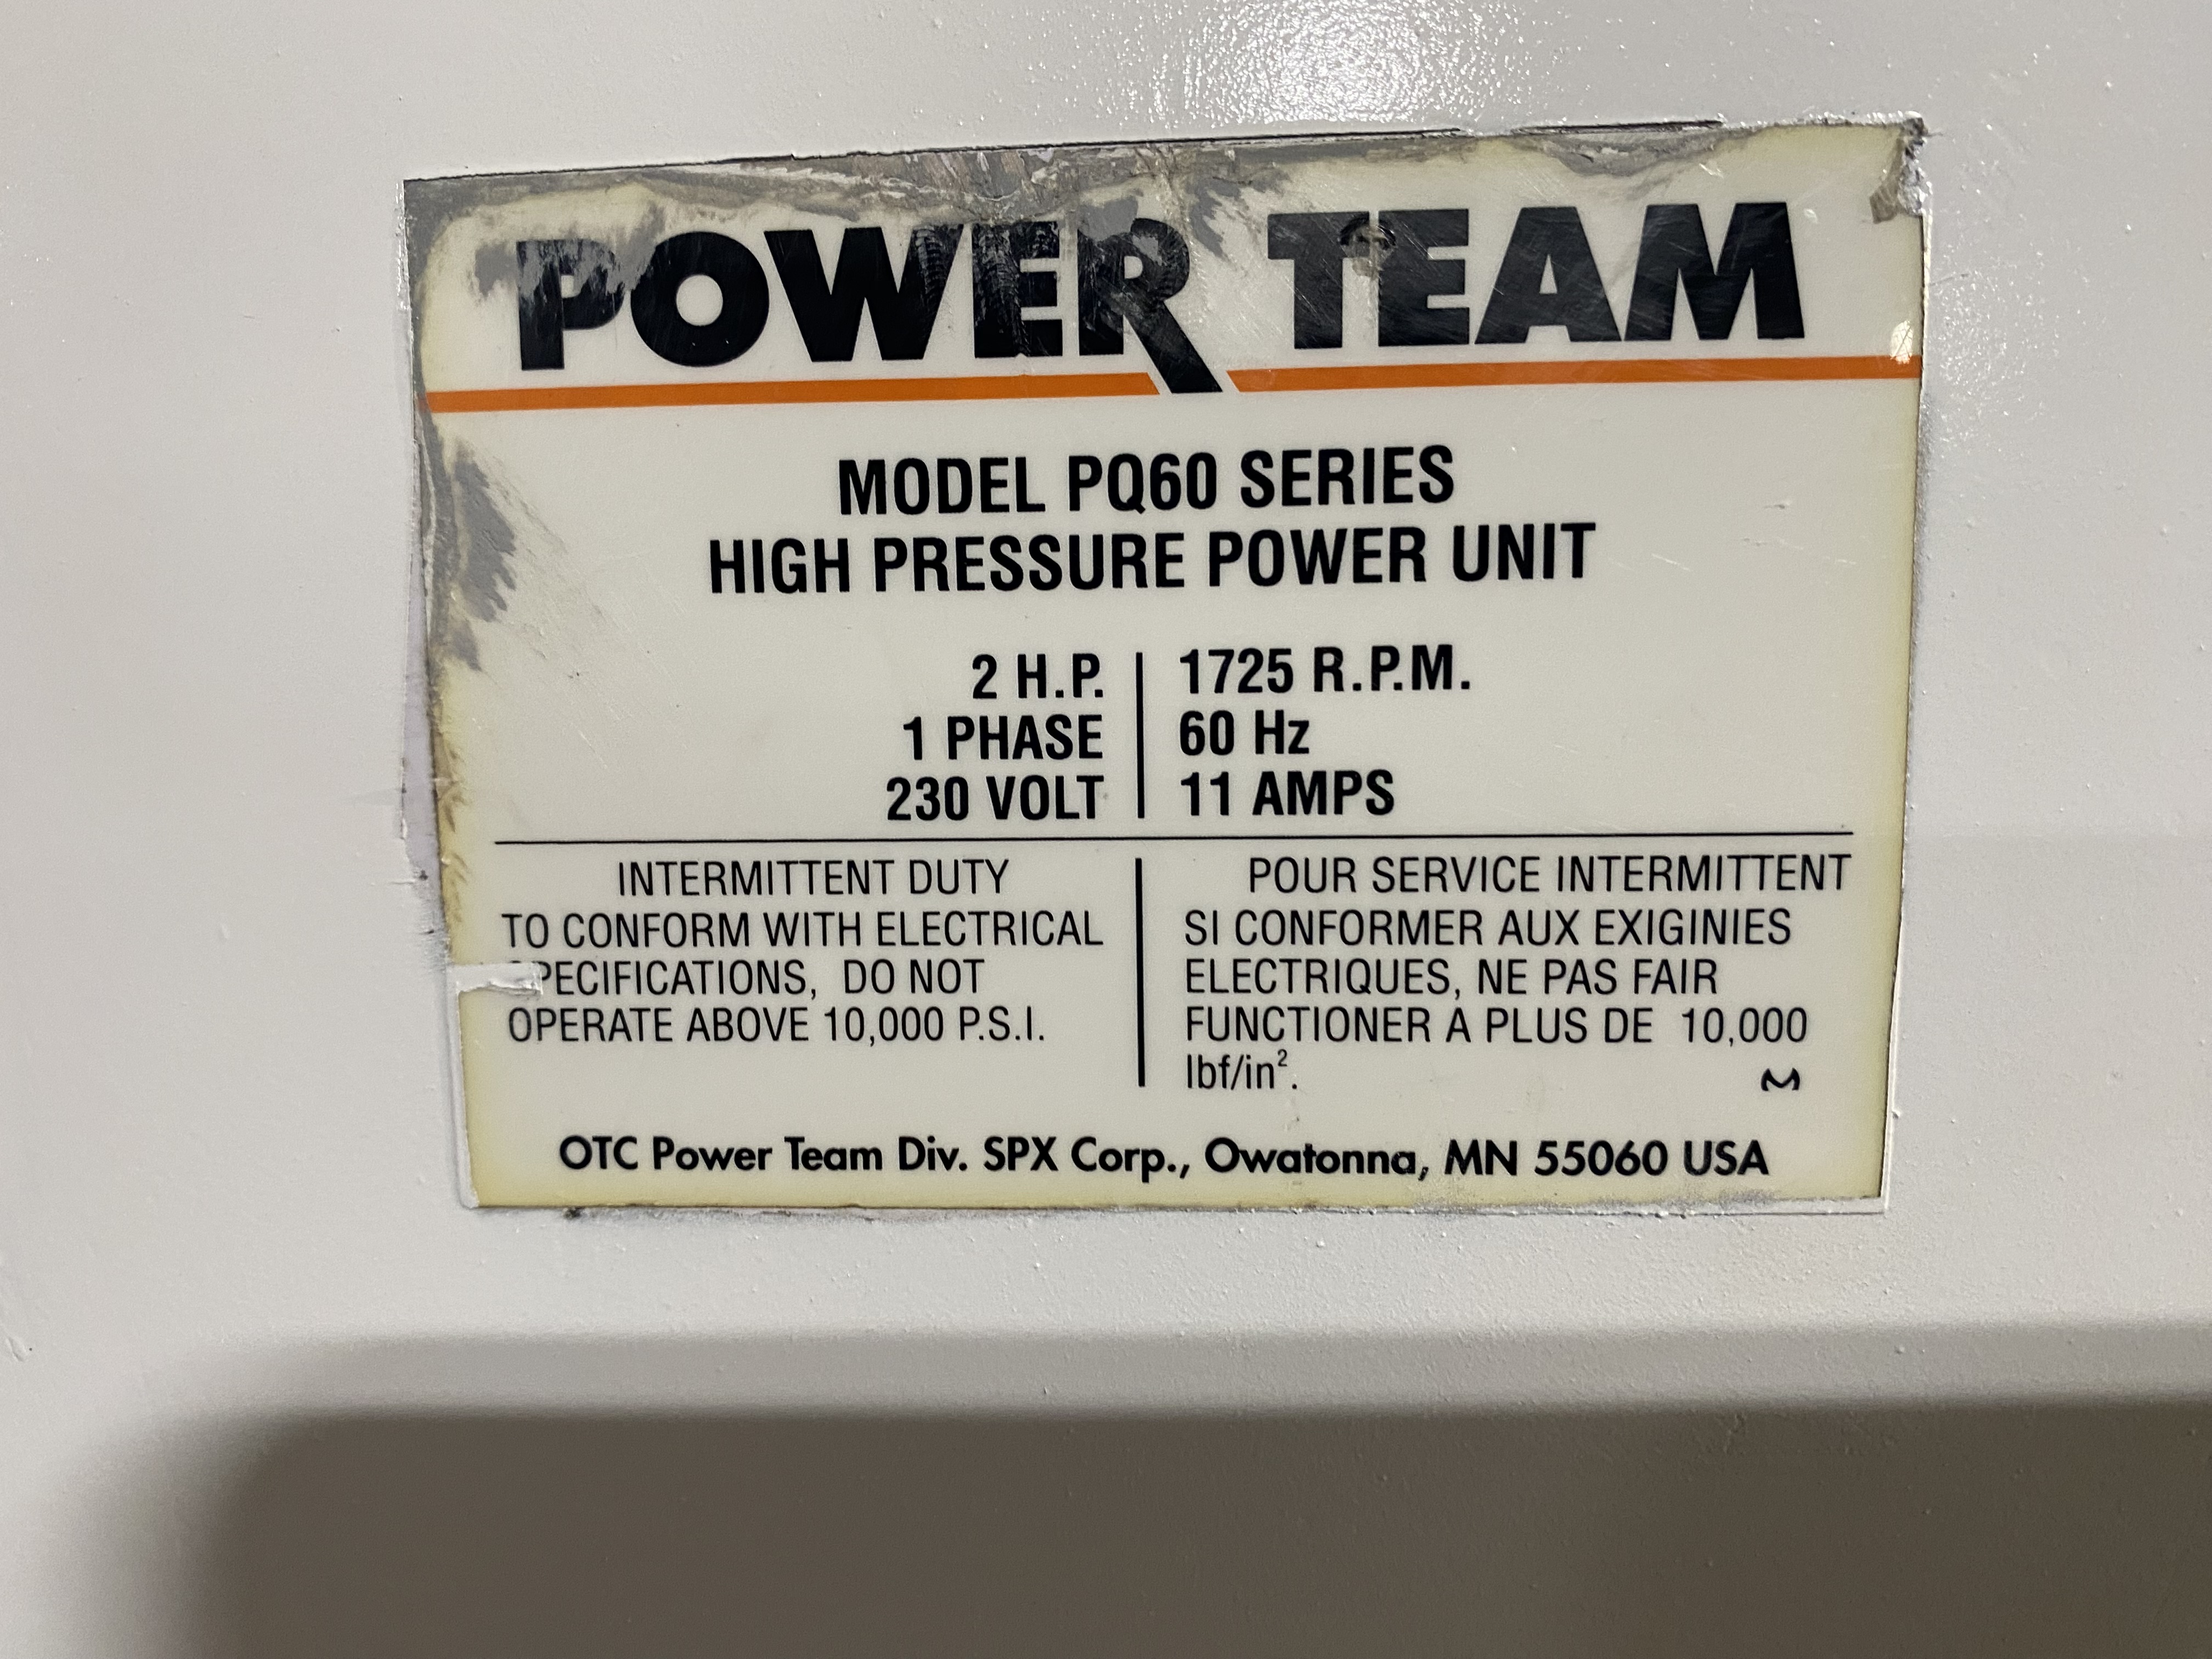 POWER TEAM
MODEL PQ60 SERIES
HIGH PRESSURE POWER UNIT
2 H.P.
1 PHASE
230 VOLT
1725 R.P.M.
60 Hz
11 AMPS
INTERMITTENT DUTY
TO CONFORM WITH ELECTRICAL
SPECIFICATIONS, DO NOT
OPERATE ABOVE 10,000 P.S.I.
POUR SERVICE INTERMITTENT
SI CONFORMER AUX EXIGINIES
ELECTRIQUES, NE PAS FAIR
FUNCTIONER A PLUS DE 10,000
lbf/in².
OTC Power Team Div. SPX Corp., Owatonna, MN 55060 USA